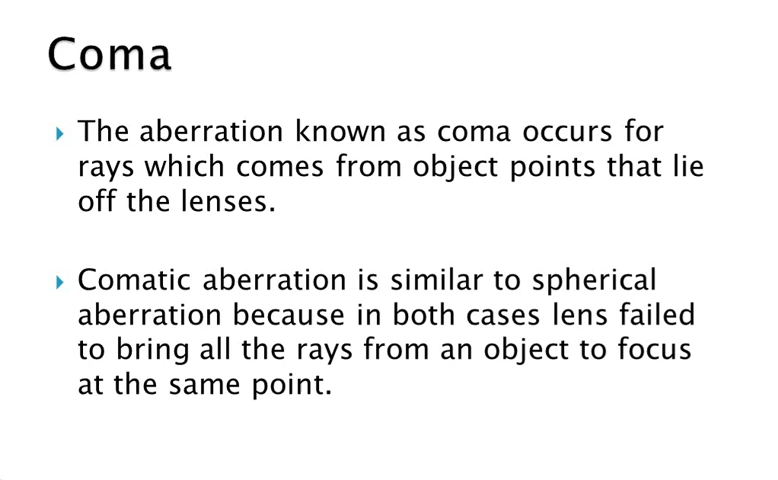 Coma
The aberration known as coma occurs for
rays which comes from object points that lie
off the lenses.
Comatic aberration is similar to spherical
aberration because in both cases lens failed
to bring all the rays from an object to focus
at the same point.